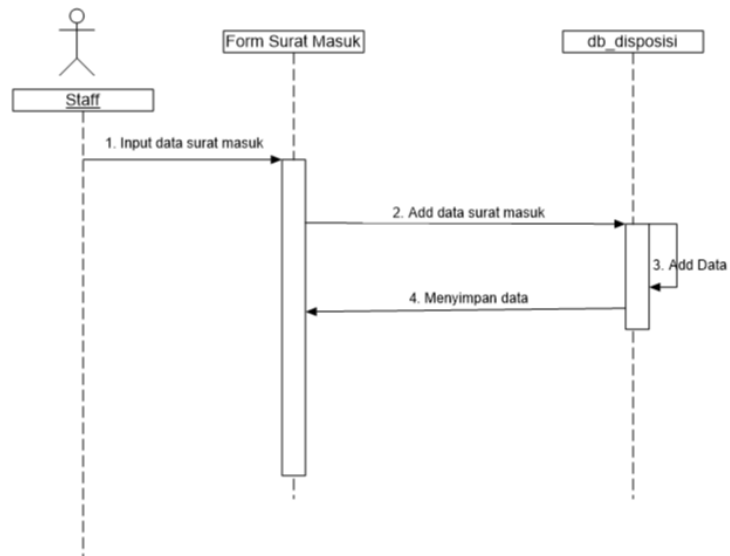 Form Surat Masuk
db_disposisi
Staff
1. Input data surat masuk
2. Add data surat masuk
3. Add Data
4. Menyimpan data